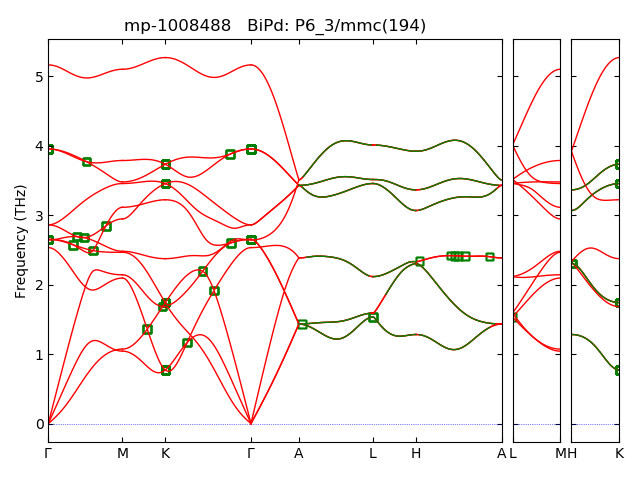 mp-1008488 BiPd: P6_3/mmc(194)
Frequency (THz)
5
4
3
2
1
0
Γ M K Γ A L H A L M H K